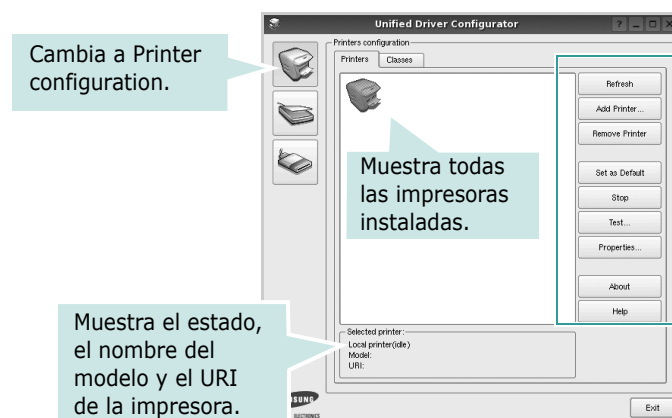 Unified Driver Configurator
Cambia a Printer
configuration.
Printers configuration
Printers
Classes
Refresh
Add Printer...
Remove Printer
Muestra todas
las impresoras
instaladas.
Set as Default
Stop
Test...
Properties...
About
Help
Muestra el estado,
el nombre del
modelo y el URI
de la impresora.
Selected printer:
Local printer(idle)
Model:
URI:
ELECTRONICS
Exit